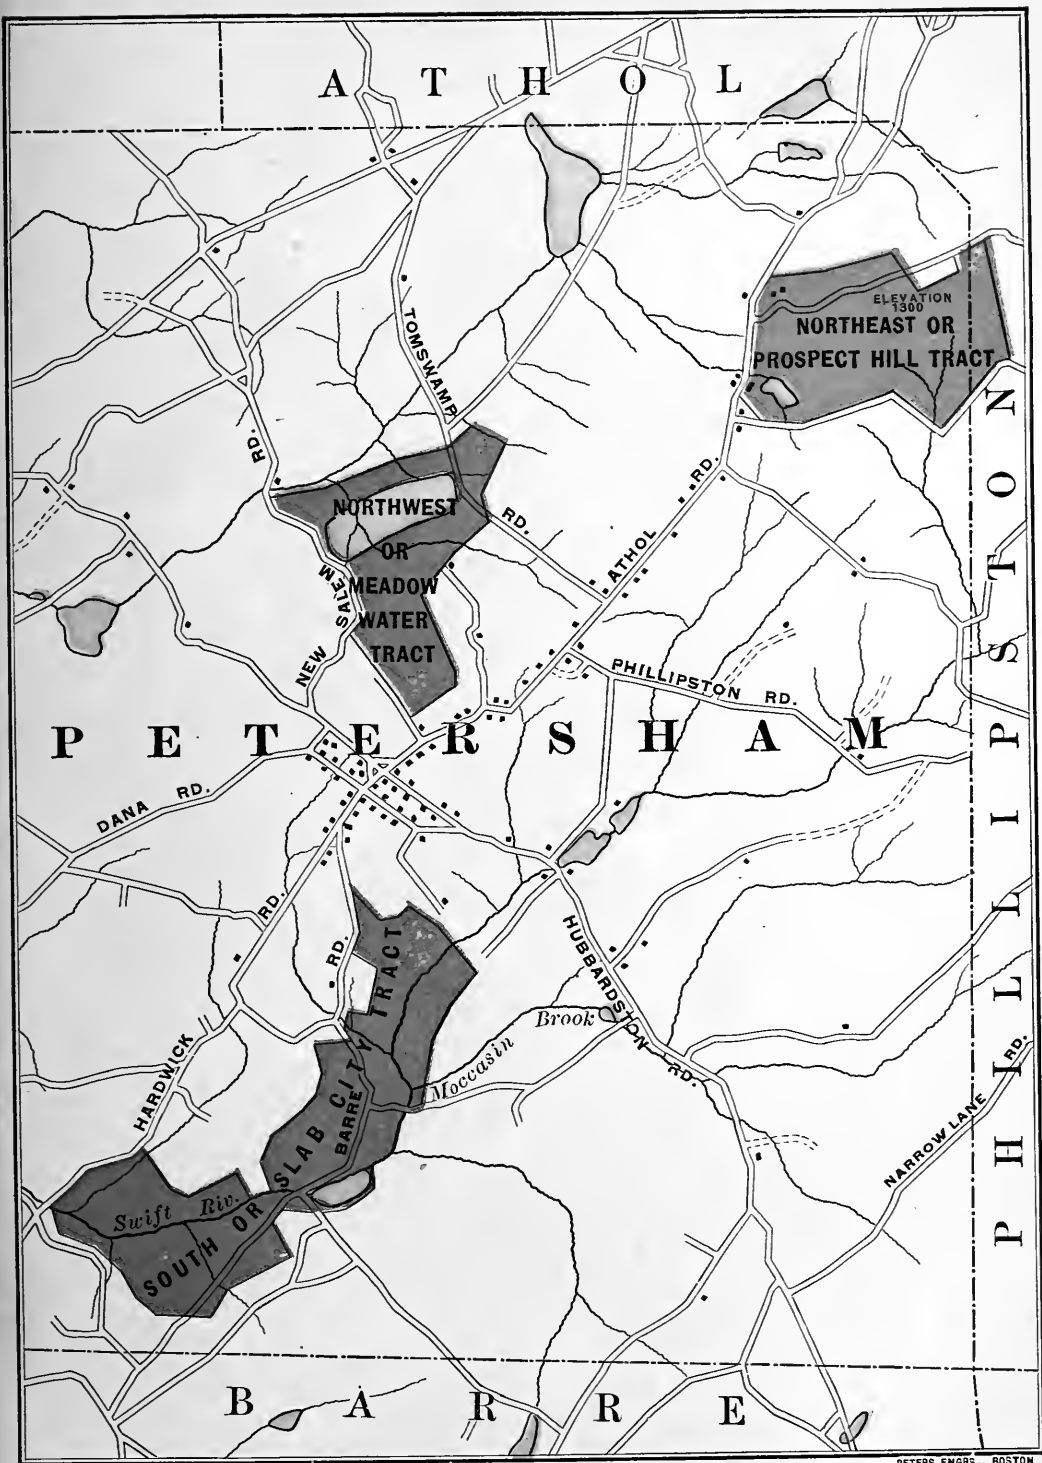 ATHOL
ELEVATION
1300
NORTHEAST OR
PROSPECT HILL TRACT
TOMSWAMP
RD.
RD.
NORTHWEST
OR
MEADOW
WATER
TRACT
NEW SALEM
ATHOL RD.
PHILLIPSTON RD.
PETERSHAM
DANA RD.
PHILLIPSTON
HARDWICK RD.
BARRE RD.
HUBBARDSTON RD.
Moccasin Brook
NARROW LANE RD.
SOUTH OR SLAB CITY TRACT
Swift Riv.
BARRE
PETERS ENGRS., BOSTON